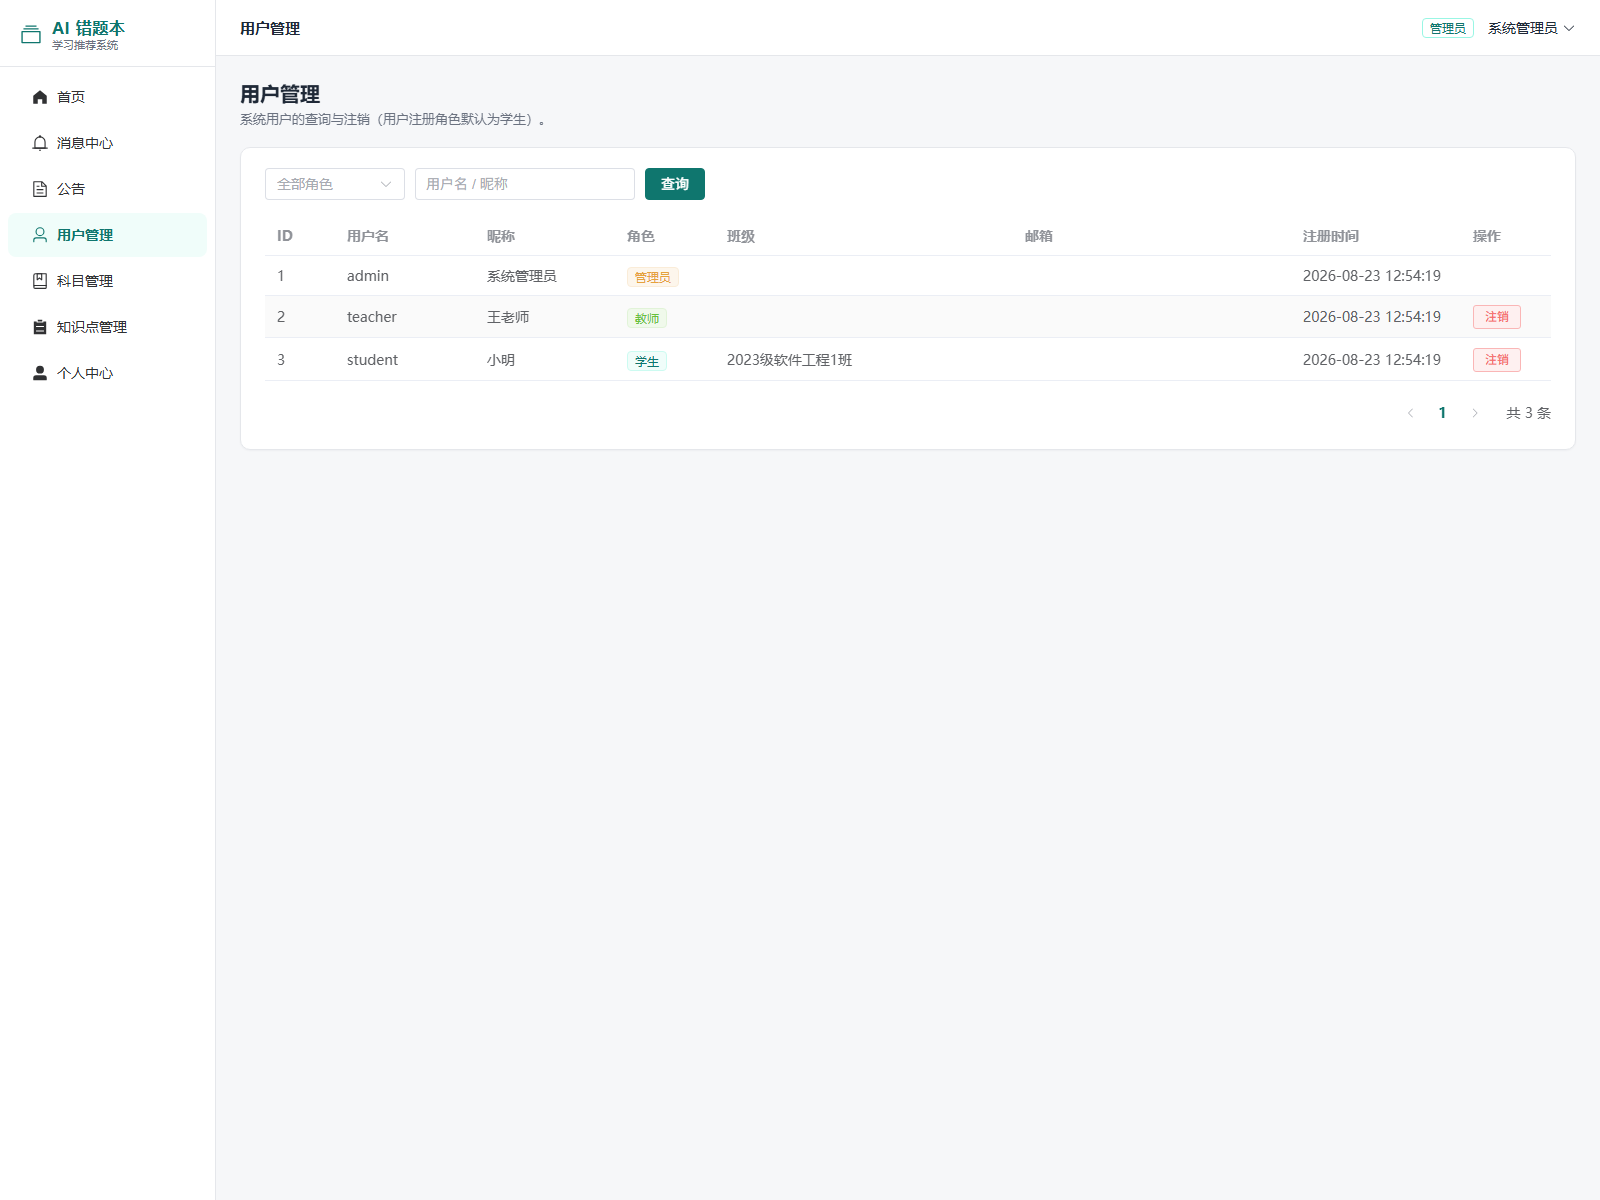 AI 错题本
学习推荐系统
首页
消息中心
公告
用户管理
科目管理
知识点管理
个人中心
用户管理
管理员 系统管理员
用户管理
系统用户的查询与注销（用户注册角色默认为学生）。
全部角色 用户名 / 昵称 查询
ID 用户名 昵称 角色 班级 邮箱 注册时间 操作
1 admin 系统管理员 管理员 2026-08-23 12:54:19
2 teacher 王老师 教师 2026-08-23 12:54:19 注销
3 student 小明 学生 2023级软件工程1班 2026-08-23 12:54:19 注销
1 共 3 条